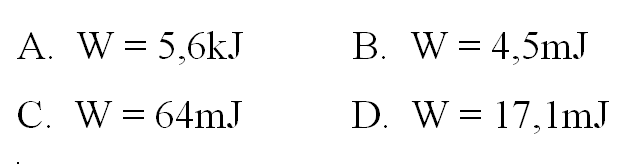 A. W = 5,6kJ B. W = 4,5mJ
C. W = 64mJ D. W = 17,1mJ